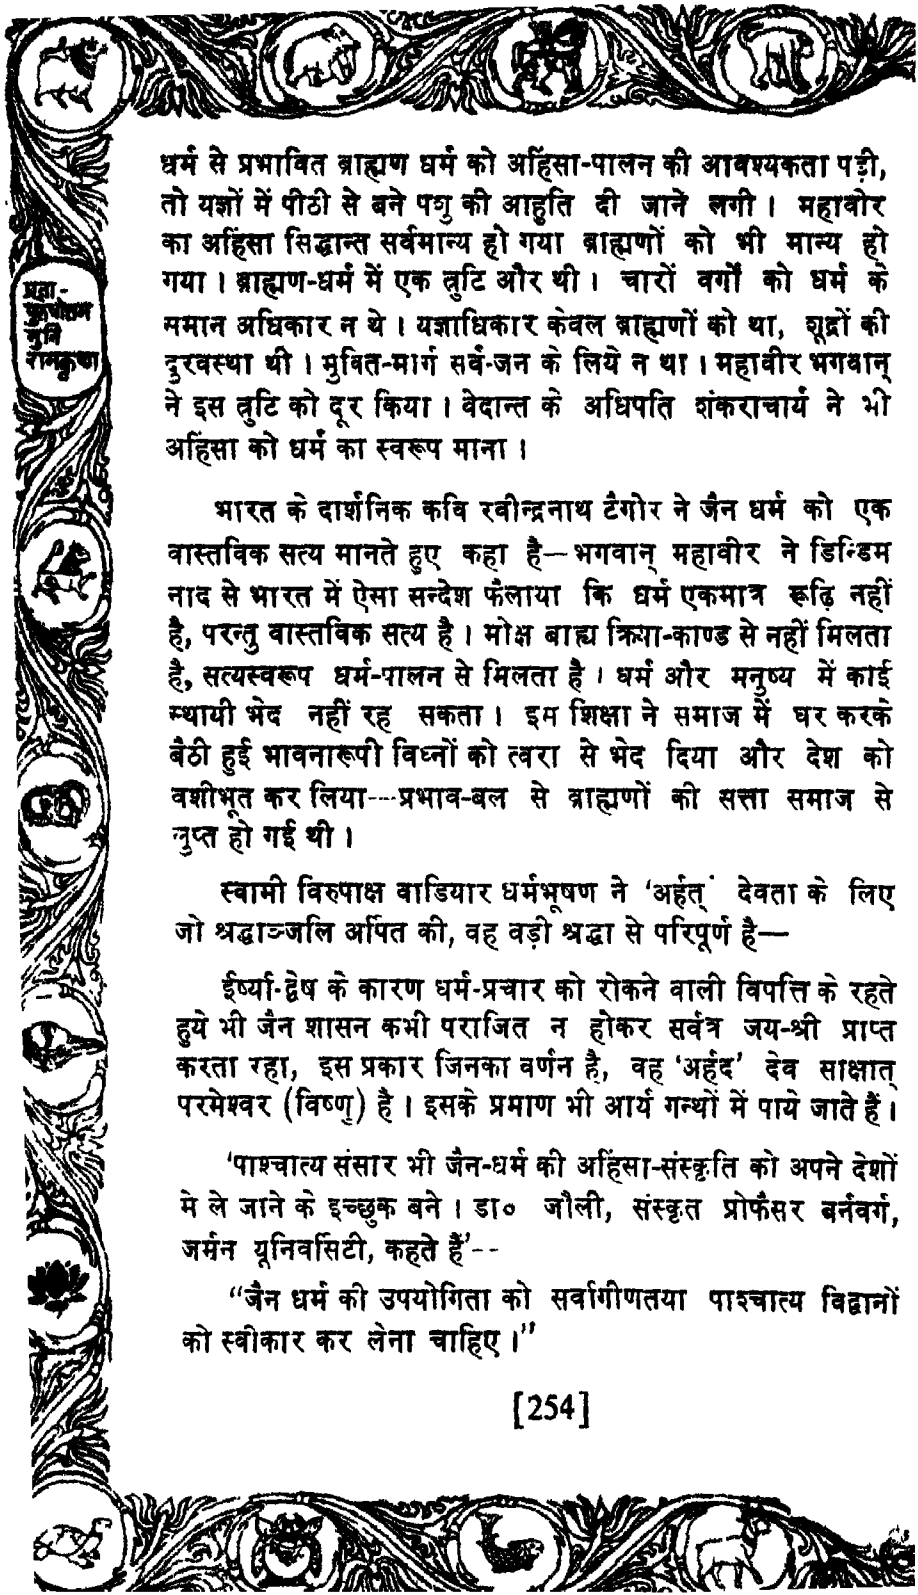 प्रज्ञा-
पुरुषोत्तम
मुनि
रामकृष्ण
धर्म से प्रभावित ब्राह्मण धर्म को अहिंसा-पालन की आवश्यकता पड़ी,
तो यज्ञों में पीठी से बने पशु की आहुति दी जाने लगी । महावीर
का अहिंसा सिद्धान्त सर्वमान्य हो गया ब्राह्मणों को भी मान्य हो
गया । ब्राह्मण-धर्म में एक त्रुटि और थी । चारों वर्गों को धर्म के
समान अधिकार न थे । यज्ञाधिकार केवल ब्राह्मणों को था, शूद्रों की
दुरवस्था थी । मुक्ति-मार्ग सर्व-जन के लिये न था । महावीर भगवान्
ने इस त्रुटि को दूर किया । वेदान्त के अधिपति शंकराचार्य ने भी
अहिंसा को धर्म का स्वरूप माना ।
भारत के दार्शनिक कवि रवीन्द्रनाथ टैगोर ने जैन धर्म को एक
वास्तविक सत्य मानते हुए कहा है—भगवान् महावीर ने डिन्डिम
नाद से भारत में ऐसा सन्देश फैलाया कि धर्म एकमात्र रूढ़ि नहीं
है, परन्तु वास्तविक सत्य है । मोक्ष बाह्य क्रिया-काण्ड से नहीं मिलता
है, सत्यस्वरूप धर्म-पालन से मिलता है । धर्म और मनुष्य में कोई
स्थायी भेद नहीं रह सकता । इस शिक्षा ने समाज में घर करके
बैठी हुई भावनारूपी विघ्नों को त्वरा से भेद दिया और देश को
वशीभूत कर लिया---प्रभाव-बल से ब्राह्मणों की सत्ता समाज से
लुप्त हो गई थी ।
स्वामी विरुपाक्ष वाडियार धर्मभूषण ने 'अर्हत्' देवता के लिए
जो श्रद्धाञ्जलि अर्पित की, वह वड़ी श्रद्धा से परिपूर्ण है—
ईर्ष्या-द्वेष के कारण धर्म-प्रचार को रोकने वाली विपत्ति के रहते
हुये भी जैन शासन कभी पराजित न होकर सर्वत्र जय-श्री प्राप्त
करता रहा, इस प्रकार जिनका वर्णन है, वह 'अर्हद' देव साक्षात्
परमेश्वर (विष्णु) है । इसके प्रमाण भी आर्य गन्थों में पाये जाते हैं ।
'पाश्चात्य संसार भी जैन-धर्म की अहिंसा-संस्कृति को अपने देशों
मे ले जाने के इच्छुक बने । डा० जौली, संस्कृत प्रोफैसर बर्नवर्ग,
जर्मन यूनिवर्सिटी, कहते हैं'--
"जैन धर्म की उपयोगिता को सर्वागीणतया पाश्चात्य विद्वानों
को स्वीकार कर लेना चाहिए ।"
[254]